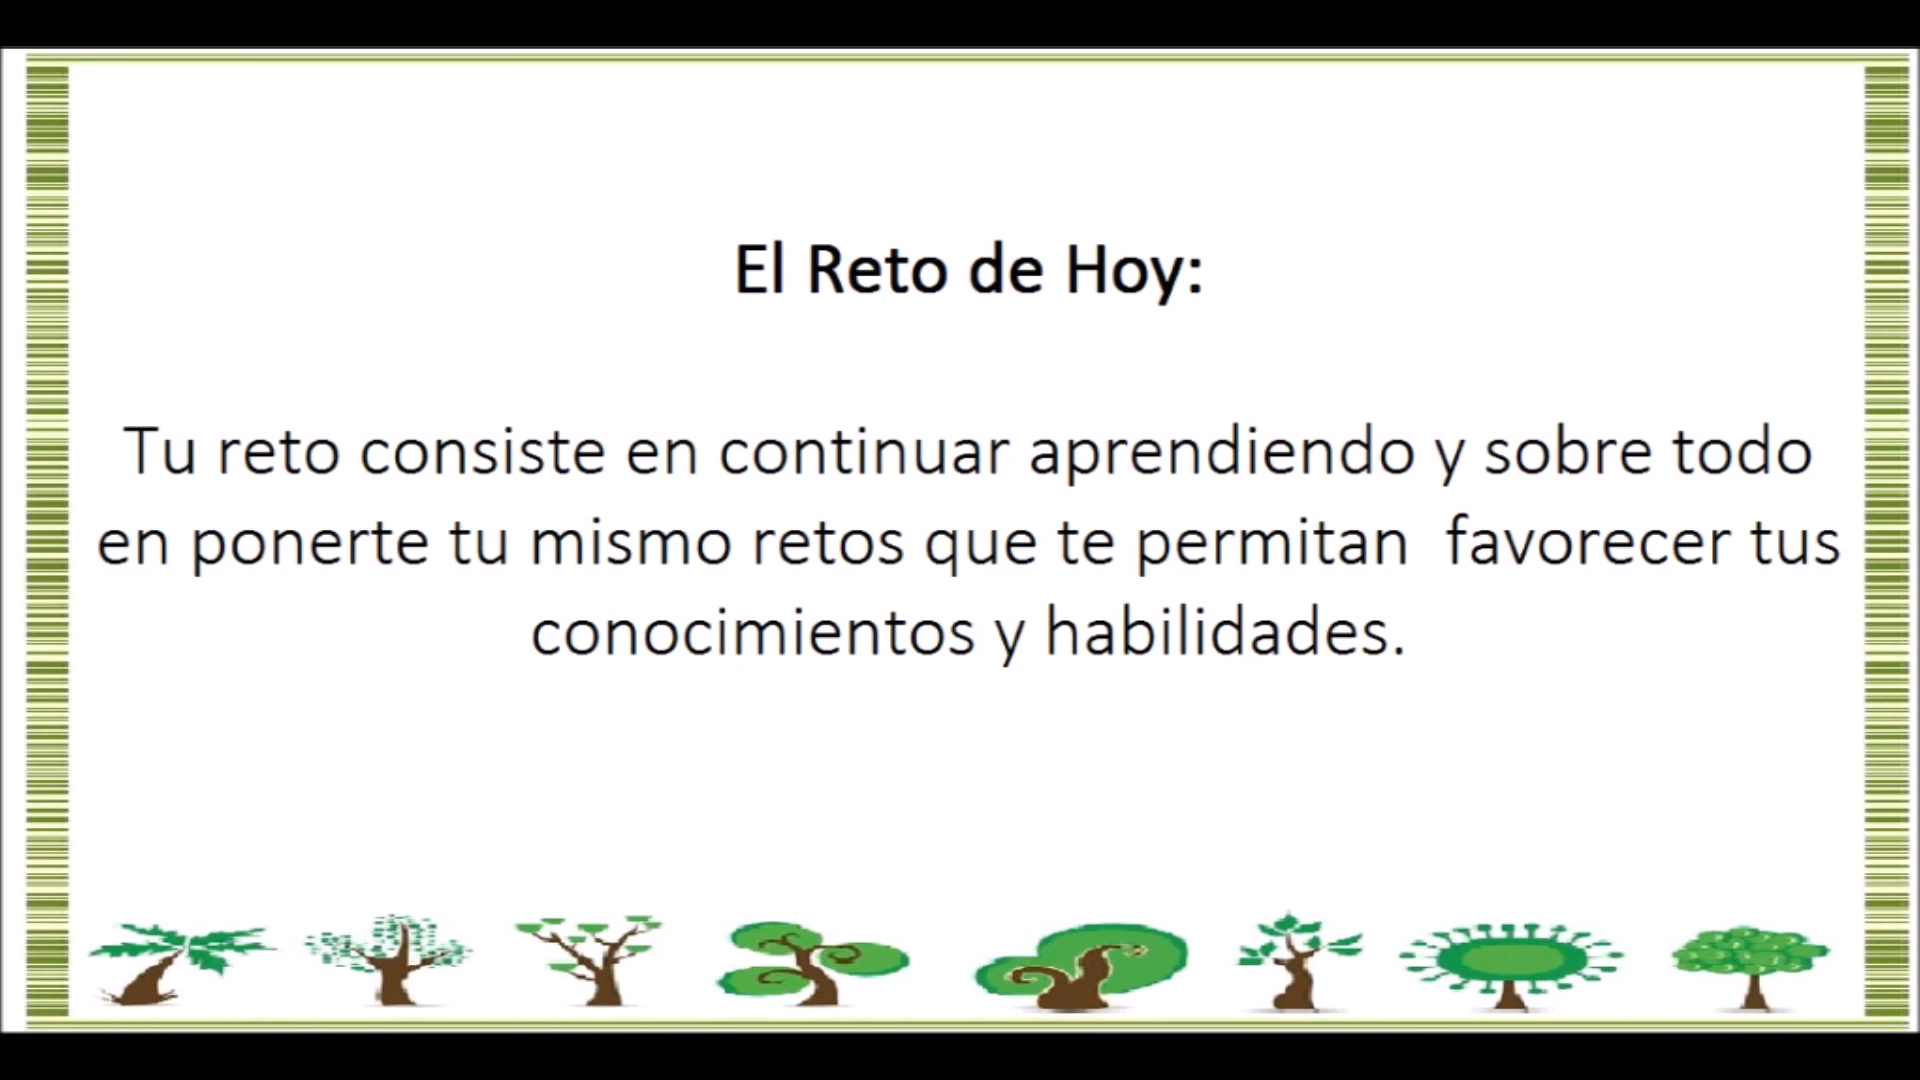 El Reto de Hoy:
Tu reto consiste en continuar aprendiendo y sobre todo
en ponerte tu mismo retos que te permitan  favorecer tus
conocimientos y habilidades.